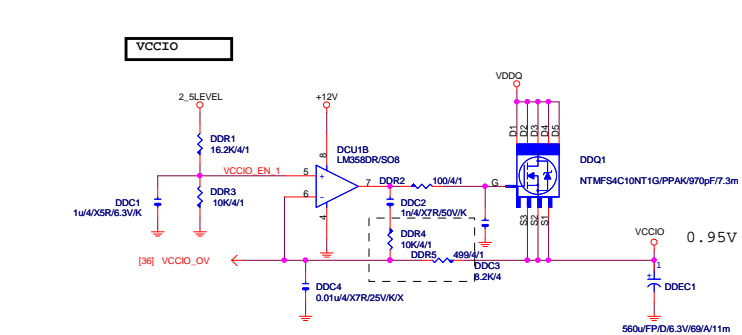 VCCIO
2_5LEVEL
+12V
VDDQ
DDR1
16.2K/4/1
DCU1B
LM358DR/SO8
D1
D2
D3
D4
D5
DDQ1
NTMFS4C10NT1G/PPAK/970pF/7.3m
VCCIO_EN_1
5
+
8
7
6
-
4
DDR2
100/4/1
G
DDR3
10K/4/1
DDC1
1u/4/X5R/6.3V/K
DDC2
1n/4/X7R/50V/K
S3
S2
S1
DDR4
10K/4/1
DDR5
499/4/1
VCCIO
0.95V
[36] VCCIO_OV
DDC3
8.2K/4
DDC4
0.01u/4/X7R/25V/K/X
1
+
DDEC1
560u/FP/D/6.3V/69/A/11m